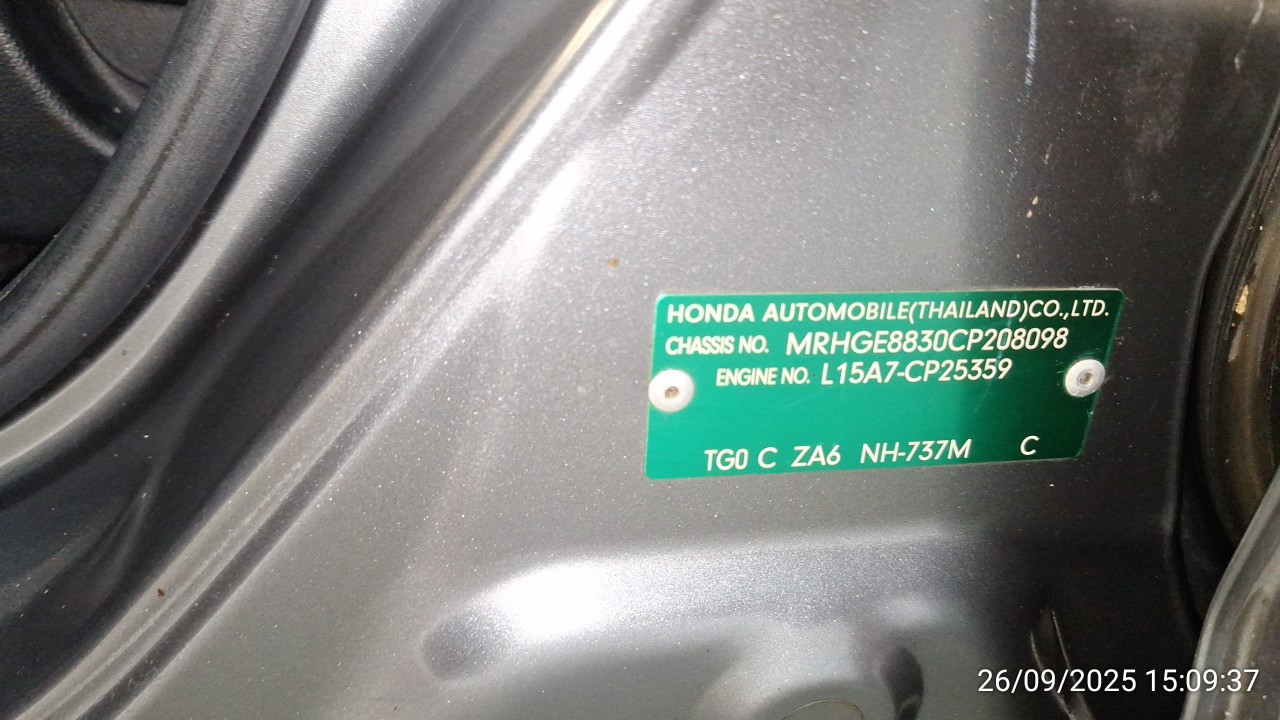 HONDA AUTOMOBILE(THAILAND)CO.,LTD.
CHASSIS NO. MRHGE8830CP208098
ENGINE NO. L15A7-CP25359
TG0 C ZA6 NH-737M C
26/09/2025 15:09:37